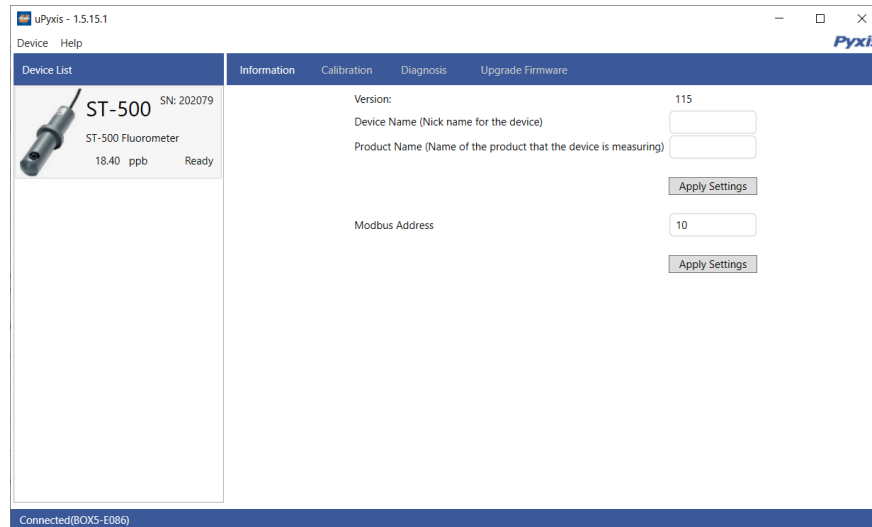 uPyxis - 1.5.15.1
Device Help
Device List
Information Calibration Diagnosis Upgrade Firmware
ST-500 SN: 202079
ST-500 Fluorometer
18.40 ppb Ready
Version: 115
Device Name (Nick name for the device)
Product Name (Name of the product that the device is measuring)
Apply Settings
Modbus Address 10
Apply Settings
Connected(BOX5-E086)